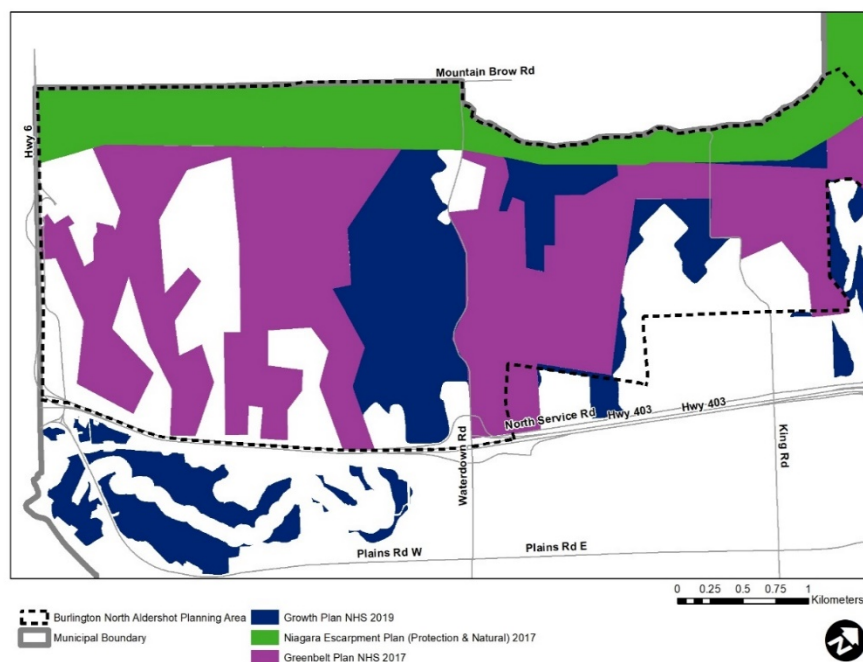 Mountain Brow Rd
Hwy 6
North Service Rd
Hwy 403
Hwy 403
Waterdown Rd
King Rd
Plains Rd W
Plains Rd E
0 0.25 0.5 0.75 1
Kilometers
Burlington North Aldershot Planning Area
Municipal Boundary
Growth Plan NHS 2019
Niagara Escarpment Plan (Protection & Natural) 2017
Greenbelt Plan NHS 2017
N